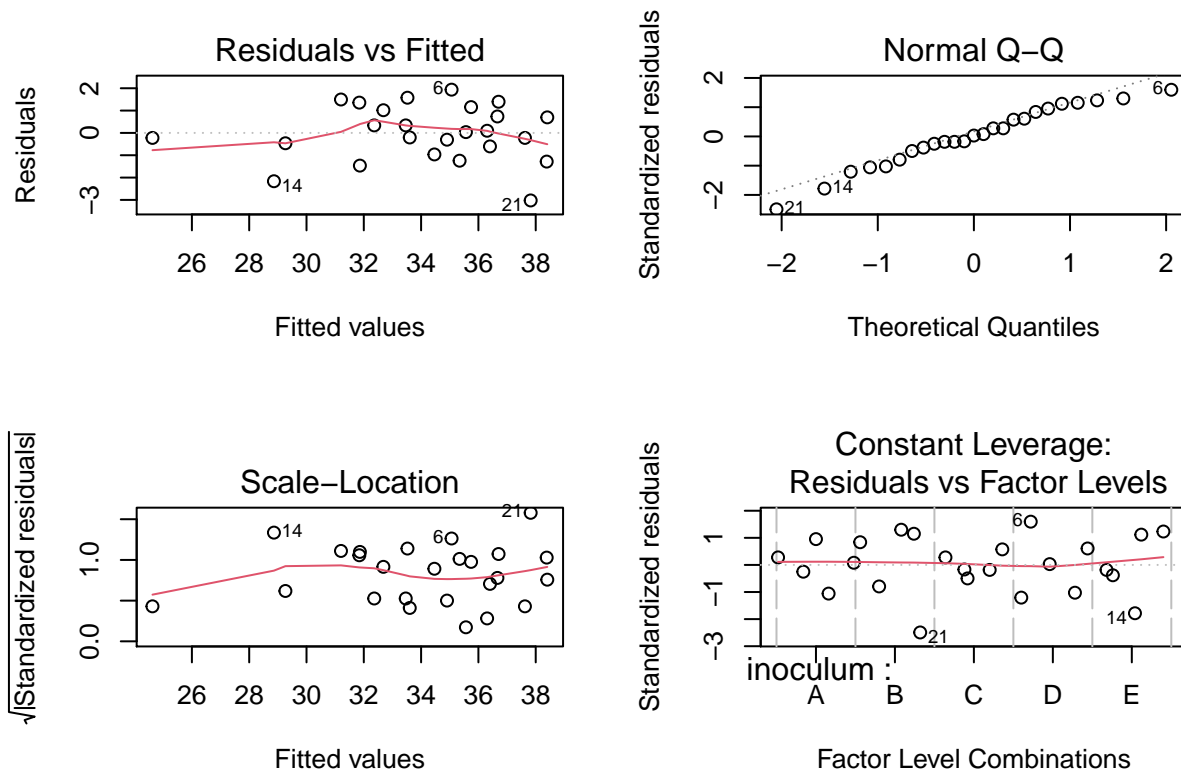 Residuals vs Fitted
Residuals
2
0
−3
6
14
21
26 28 30 32 34 36 38
Fitted values
Normal Q−Q
Standardized residuals
2
0
−2
6
14
21
−2 −1 0 1 2
Theoretical Quantiles
Scale−Location
√|Standardized residuals|
1.0
0.0
21
14
6
26 28 30 32 34 36 38
Fitted values
Constant Leverage:
Residuals vs Factor Levels
Standardized residuals
1
−1
−3
6
14
21
inoculum :
A B C D E
Factor Level Combinations